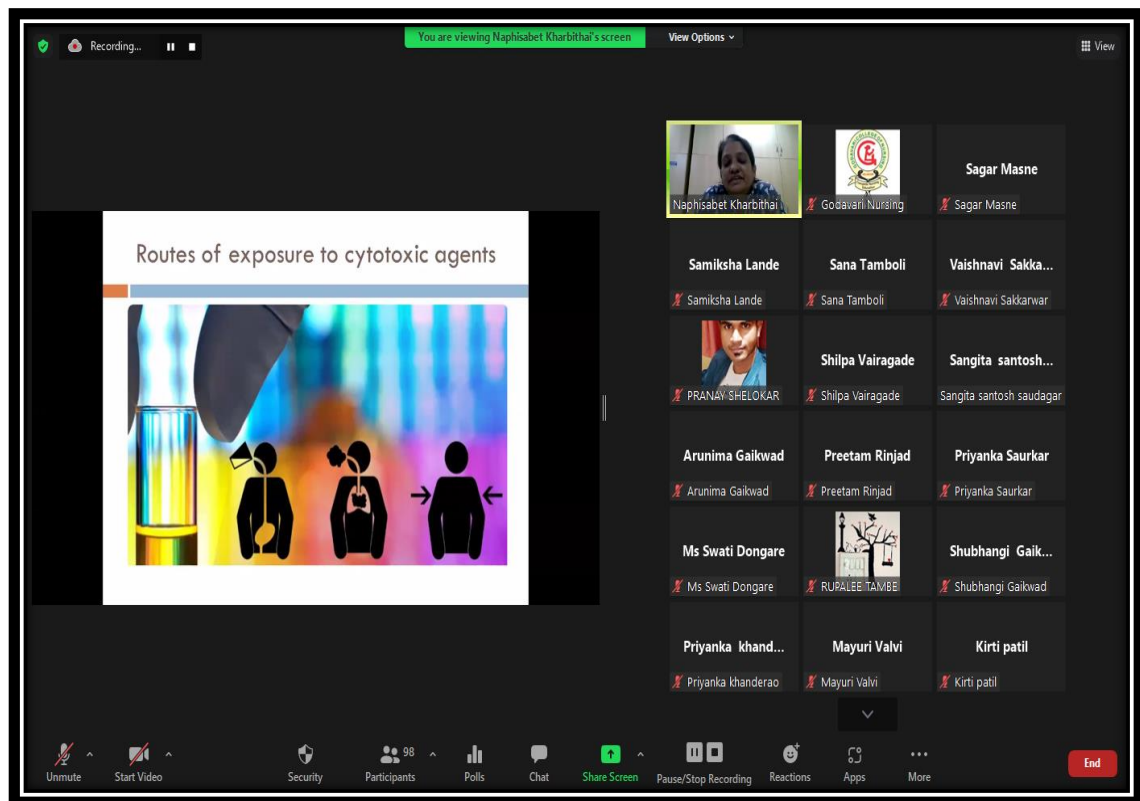 Recording...
You are viewing Naphisabet Kharbithai's screen
View Options
View
Naphisabet Kharbithai
Godavari Nursing
Sagar Masne
Sagar Masne
Samiksha Lande
Sana Tamboli
Vaishnavi Sakka...
Samiksha Lande
Sana Tamboli
Vaishnavi Sakkarwar
Routes of exposure to cytotoxic agents
Shilpa Vairagade
Sangita santosh...
PRANAY SHELOKAR
Shilpa Vairagade
Sangita santosh saudagar
Arunima Gaikwad
Preetam Rinjad
Priyanka Saurkar
Arunima Gaikwad
Preetam Rinjad
Priyanka Saurkar
Ms Swati Dongare
Shubhangi Gaik...
Ms Swati Dongare
RUPALEE TAMBE
Shubhangi Gaikwad
Priyanka khand...
Mayuri Valvi
Kirti patil
Priyanka khanderao
Mayuri Valvi
Kirti patil
98
Unmute
Start Video
Security
Participants
Polls
Chat
Share Screen
Pause/Stop Recording
Reactions
Apps
More
End